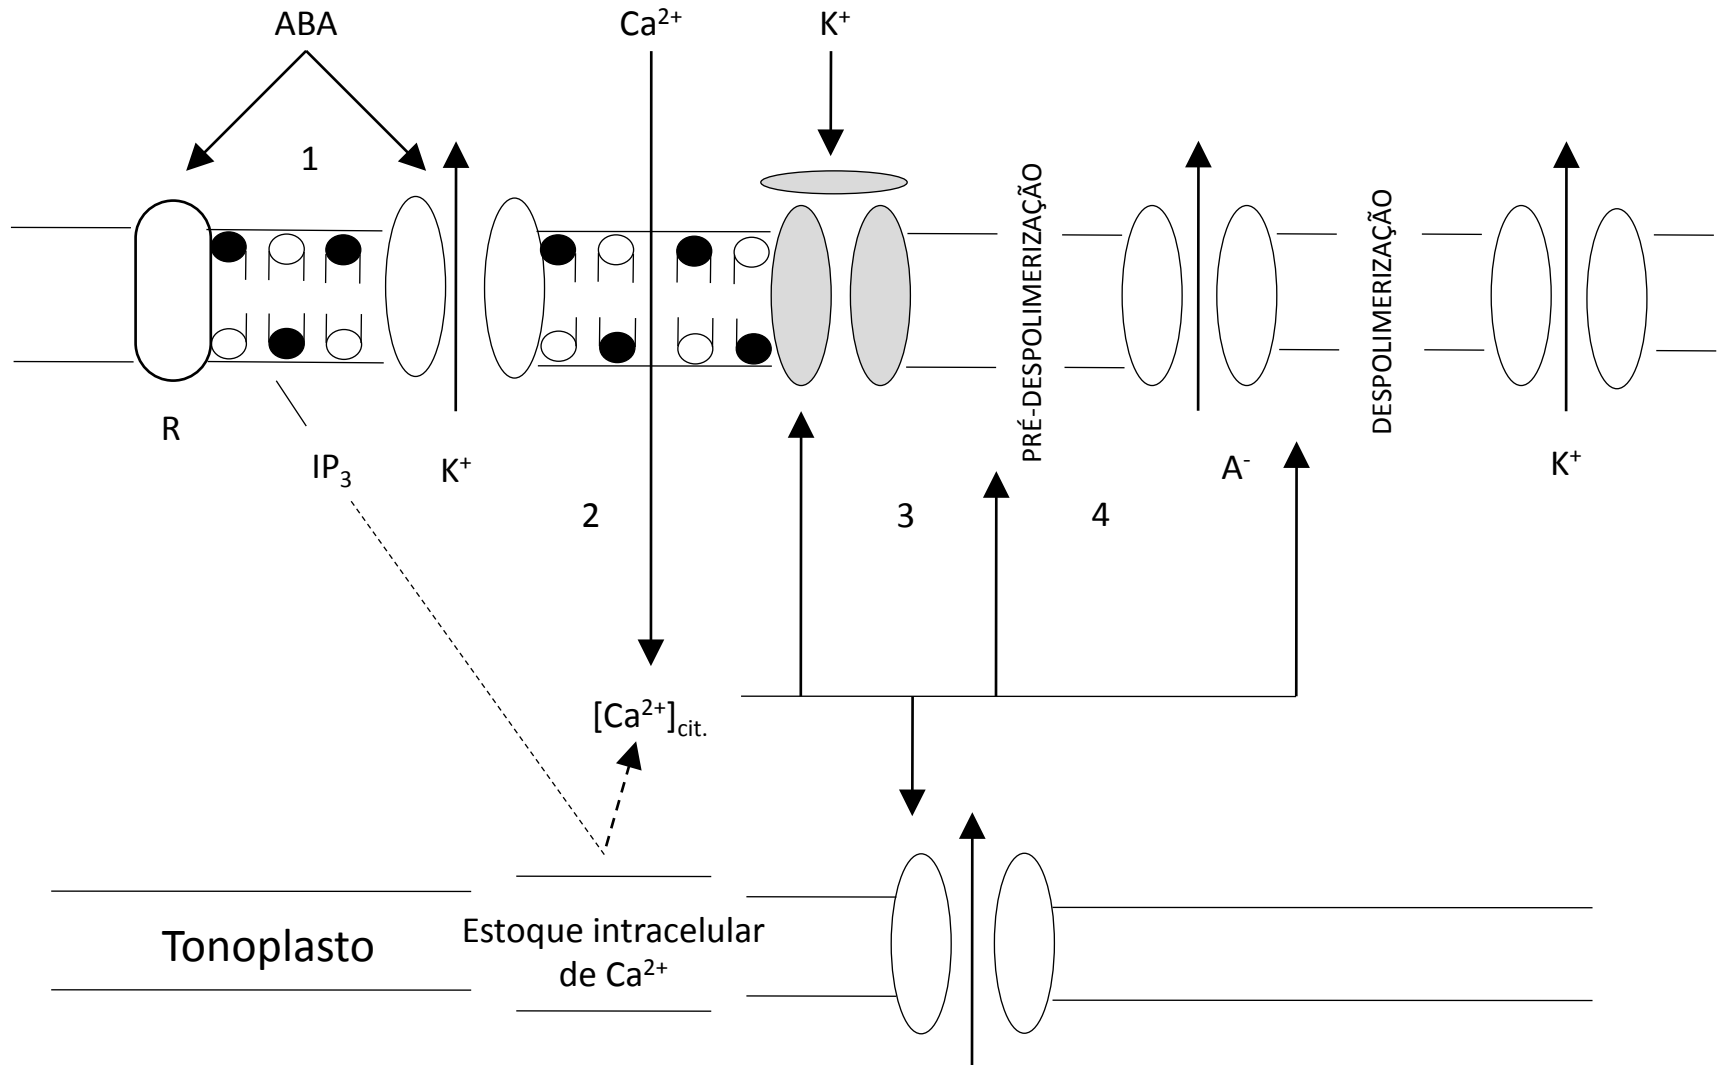 ABA
Ca²⁺
K⁺
1
PRÉ-DESPOLIMERIZAÇÃO
DESPOLIMERIZAÇÃO
R
IP₃
K⁺
A⁻
K⁺
2
3
4
[Ca²⁺]cit.
Tonoplasto
Estoque intracelular
de Ca²⁺